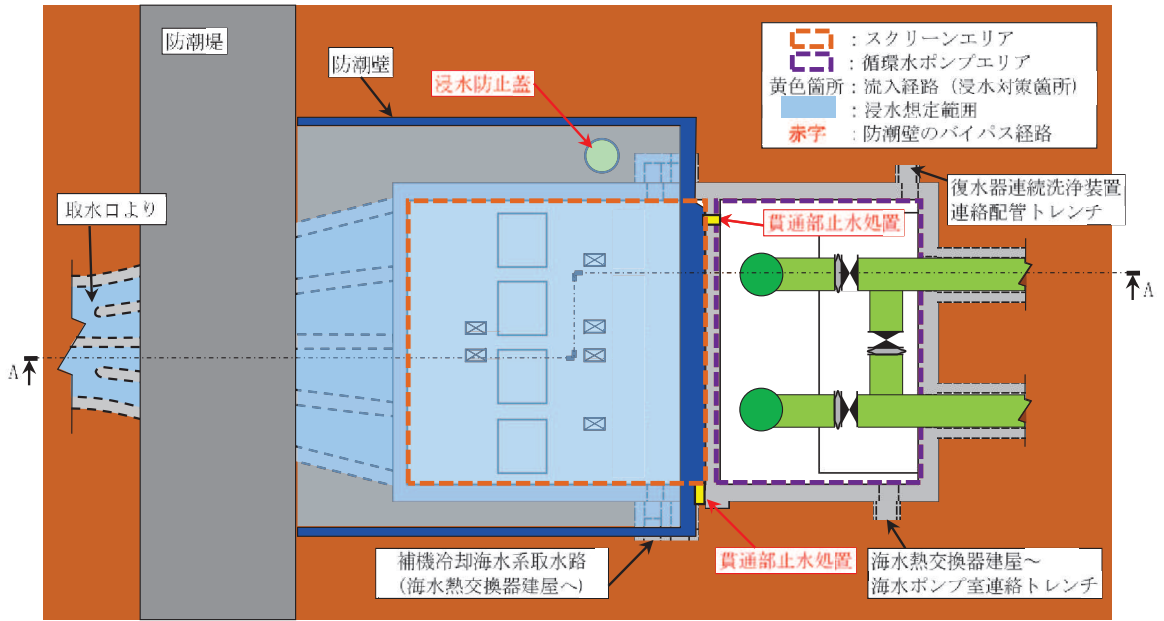 防潮堤
防潮壁
浸水防止蓋
：スクリーンエリア
：循環水ポンプエリア
黄色箇所：流入経路（浸水対策箇所）
：浸水想定範囲
赤字：防潮壁のバイパス経路
取水口より
貫通部止水処置
復水器連続洗浄装置
連絡配管トレンチ
A
A
補機冷却海水系取水路
(海水熱交換器建屋へ)
貫通部止水処置
海水熱交換器建屋～
海水ポンプ室連絡トレンチ